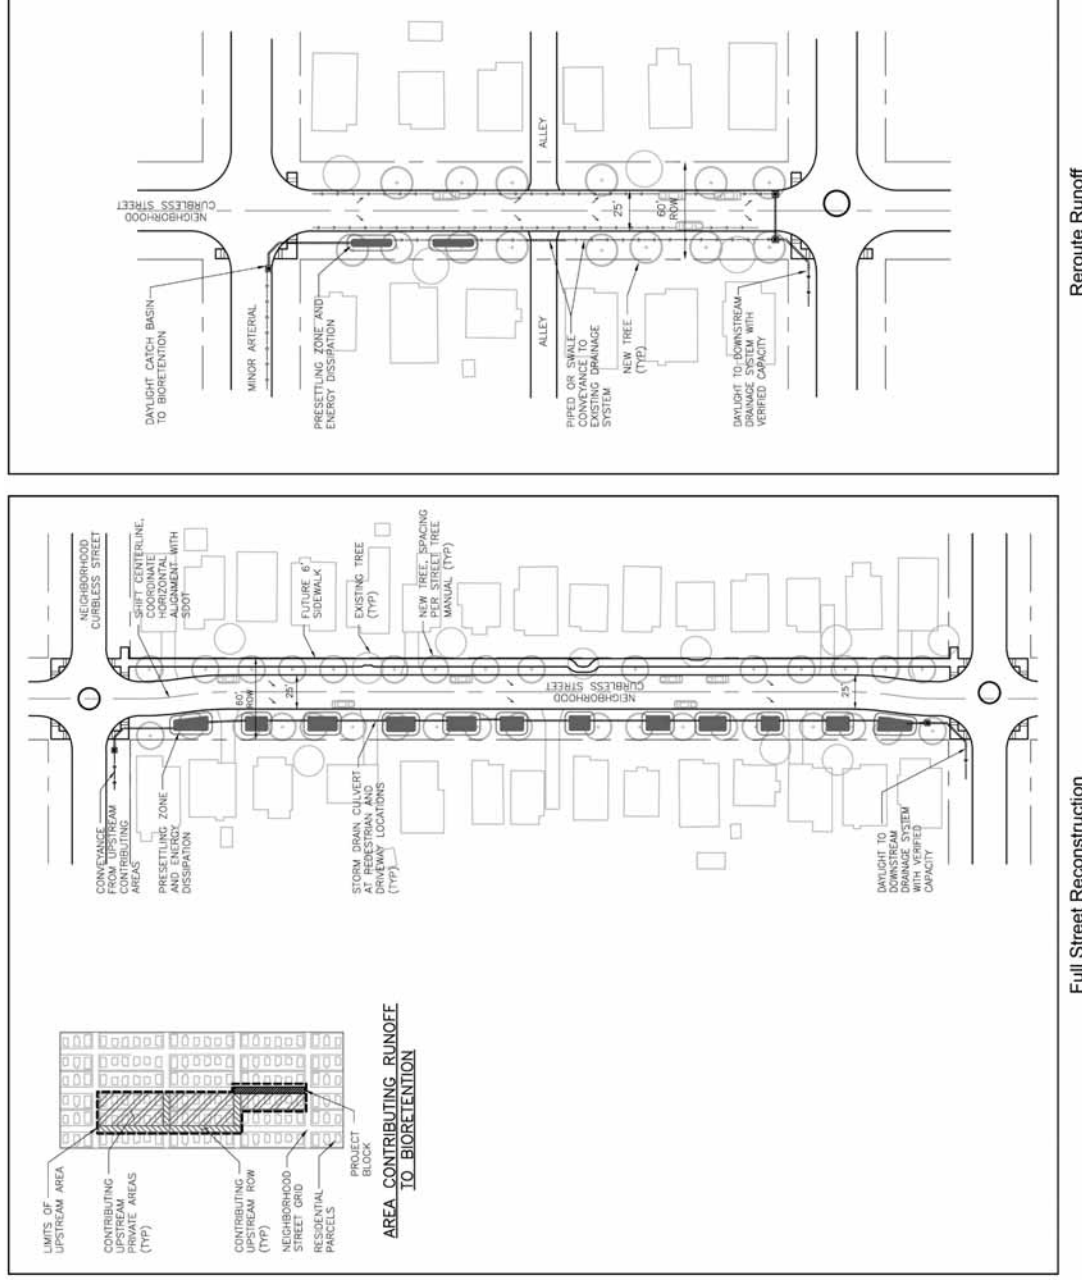 NEIGHBORHOOD
CURBLESS STREET
DAYLIGHT CATCH BASIN
TO BIORETENTION
MINOR ARTERIAL
PRESETTLING ZONE AND
ENERGY DISSIPATION
ALLEY
ALLEY
PIPED OR SWALE
CONVEYANCE TO
EXISTING DRAINAGE
SYSTEM
25'
60'
ROW
NEW TREE
(TYP)
DAYLIGHT TO DOWNSTREAM
DRAINAGE SYSTEM WITH
VERIFIED CAPACITY
Reroute Runoff
NEIGHBORHOOD
CURBLESS STREET
SHIFT CENTERLINE,
COORDINATE
HORIZONTAL
ALIGNMENT WITH
SDOT
FUTURE 6'
SIDEWALK
EXISTING TREE
(TYP)
NEW TREE, SPACING
PER STREET TREE
MANUAL (TYP)
60'
ROW
25'
NEIGHBORHOOD
CURBLESS STREET
25'
CONVEYANCE
FROM UPSTREAM
CONTRIBUTING
AREAS
PRESETTLING ZONE
AND ENERGY
DISSIPATION
STORM DRAIN CULVERT
AT PEDESTRIAN AND
DRIVEWAY LOCATIONS
(TYP)
DAYLIGHT TO
DOWNSTREAM
DRAINAGE SYSTEM
WITH VERIFIED
CAPACITY
LIMITS OF
UPSTREAM AREA
CONTRIBUTING
UPSTREAM
PRIVATE AREAS
(TYP)
CONTRIBUTING
UPSTREAM ROW
(TYP)
NEIGHBORHOOD
STREET GRID
RESIDENTIAL
PARCELS
PROJECT
BLOCK
AREA CONTRIBUTING RUNOFF
TO BIORETENTION
Full Street Reconstruction